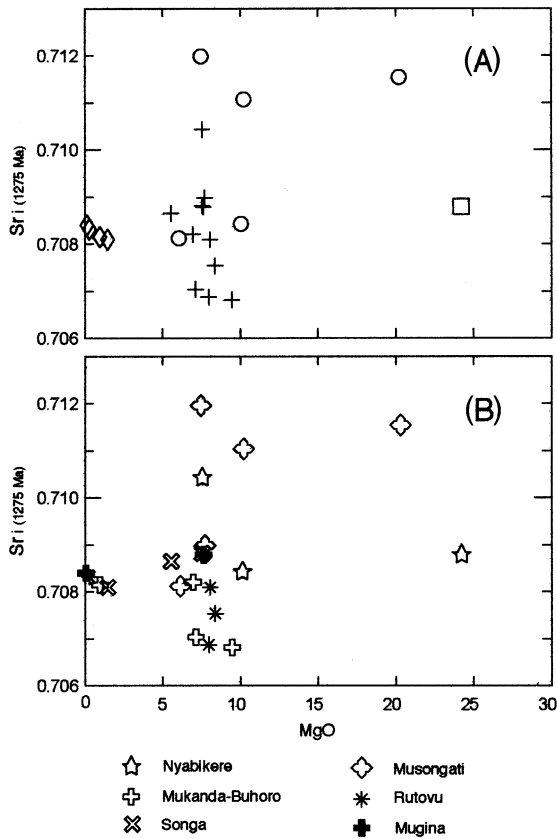 (A)
0.712
0.710
0.708
0.706
Sr i (1275 Ma)
(B)
0.712
0.710
0.708
0.706
Sr i (1275 Ma)
0 5 10 15 20 25 30
MgO
Nyabikere
Mukanda-Buhoro
Songa
Musongati
Rutovu
Mugina